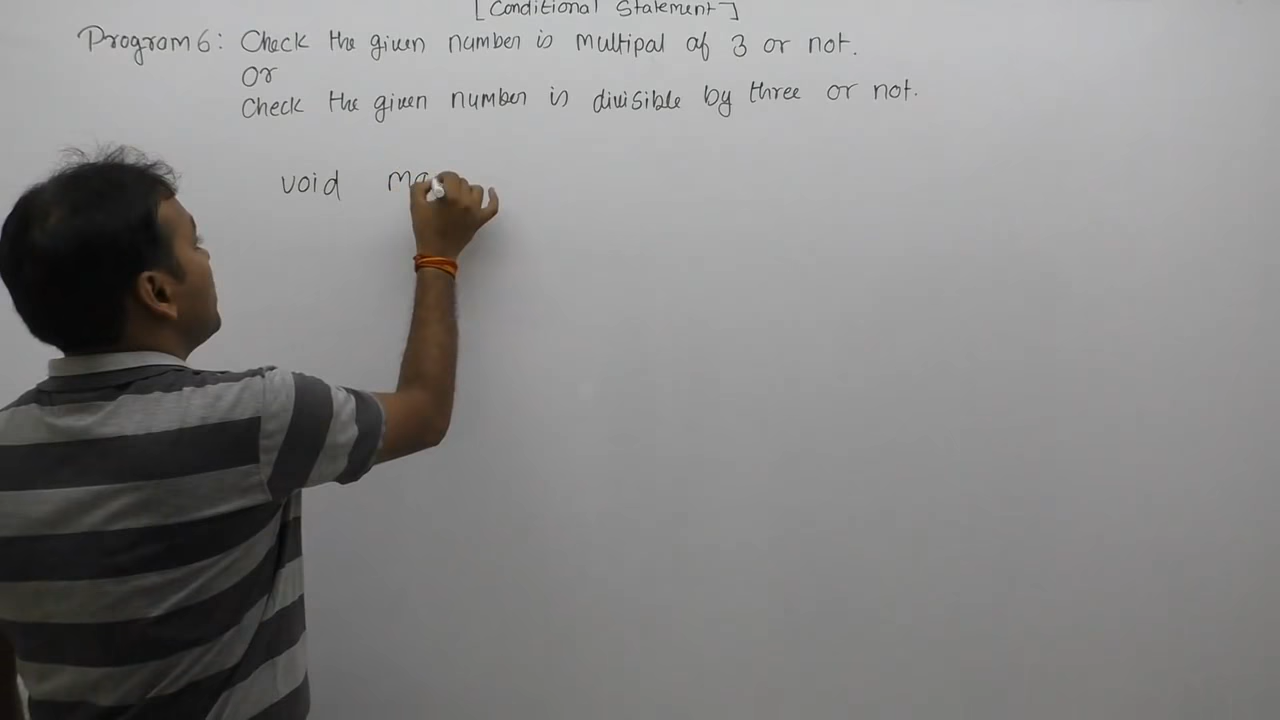 [Conditional Statement]
Program 6: Check the given number is multipal of 3 or not.
Or
Check the given number is divisible by three or not.
void ma